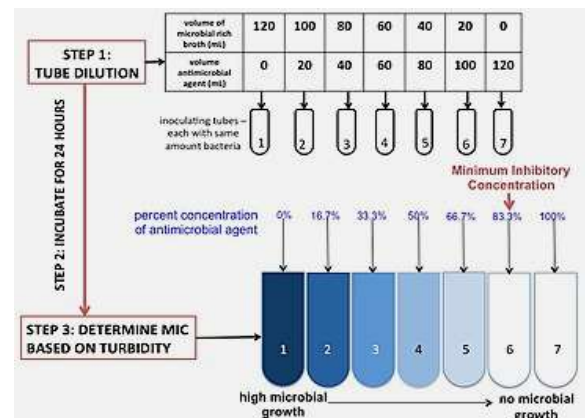 STEP 1:
TUBE DILUTION
volume of
microbial rich
broth (mL)
120 100 80 60 40 20 0
volume
antimicrobial
agent (mL)
0 20 40 60 80 100 120
inoculating tubes –
each with same
amount bacteria
1 2 3 4 5 6 7
STEP 2: INCUBATE FOR 24 HOURS
Minimum Inhibitory
Concentration
percent concentration
of antimicrobial agent
0% 16.7% 33.3% 50% 66.7% 83.3% 100%
STEP 3: DETERMINE MIC
BASED ON TURBIDITY
1 2 3 4 5 6 7
high microbial
growth
no microbial
growth